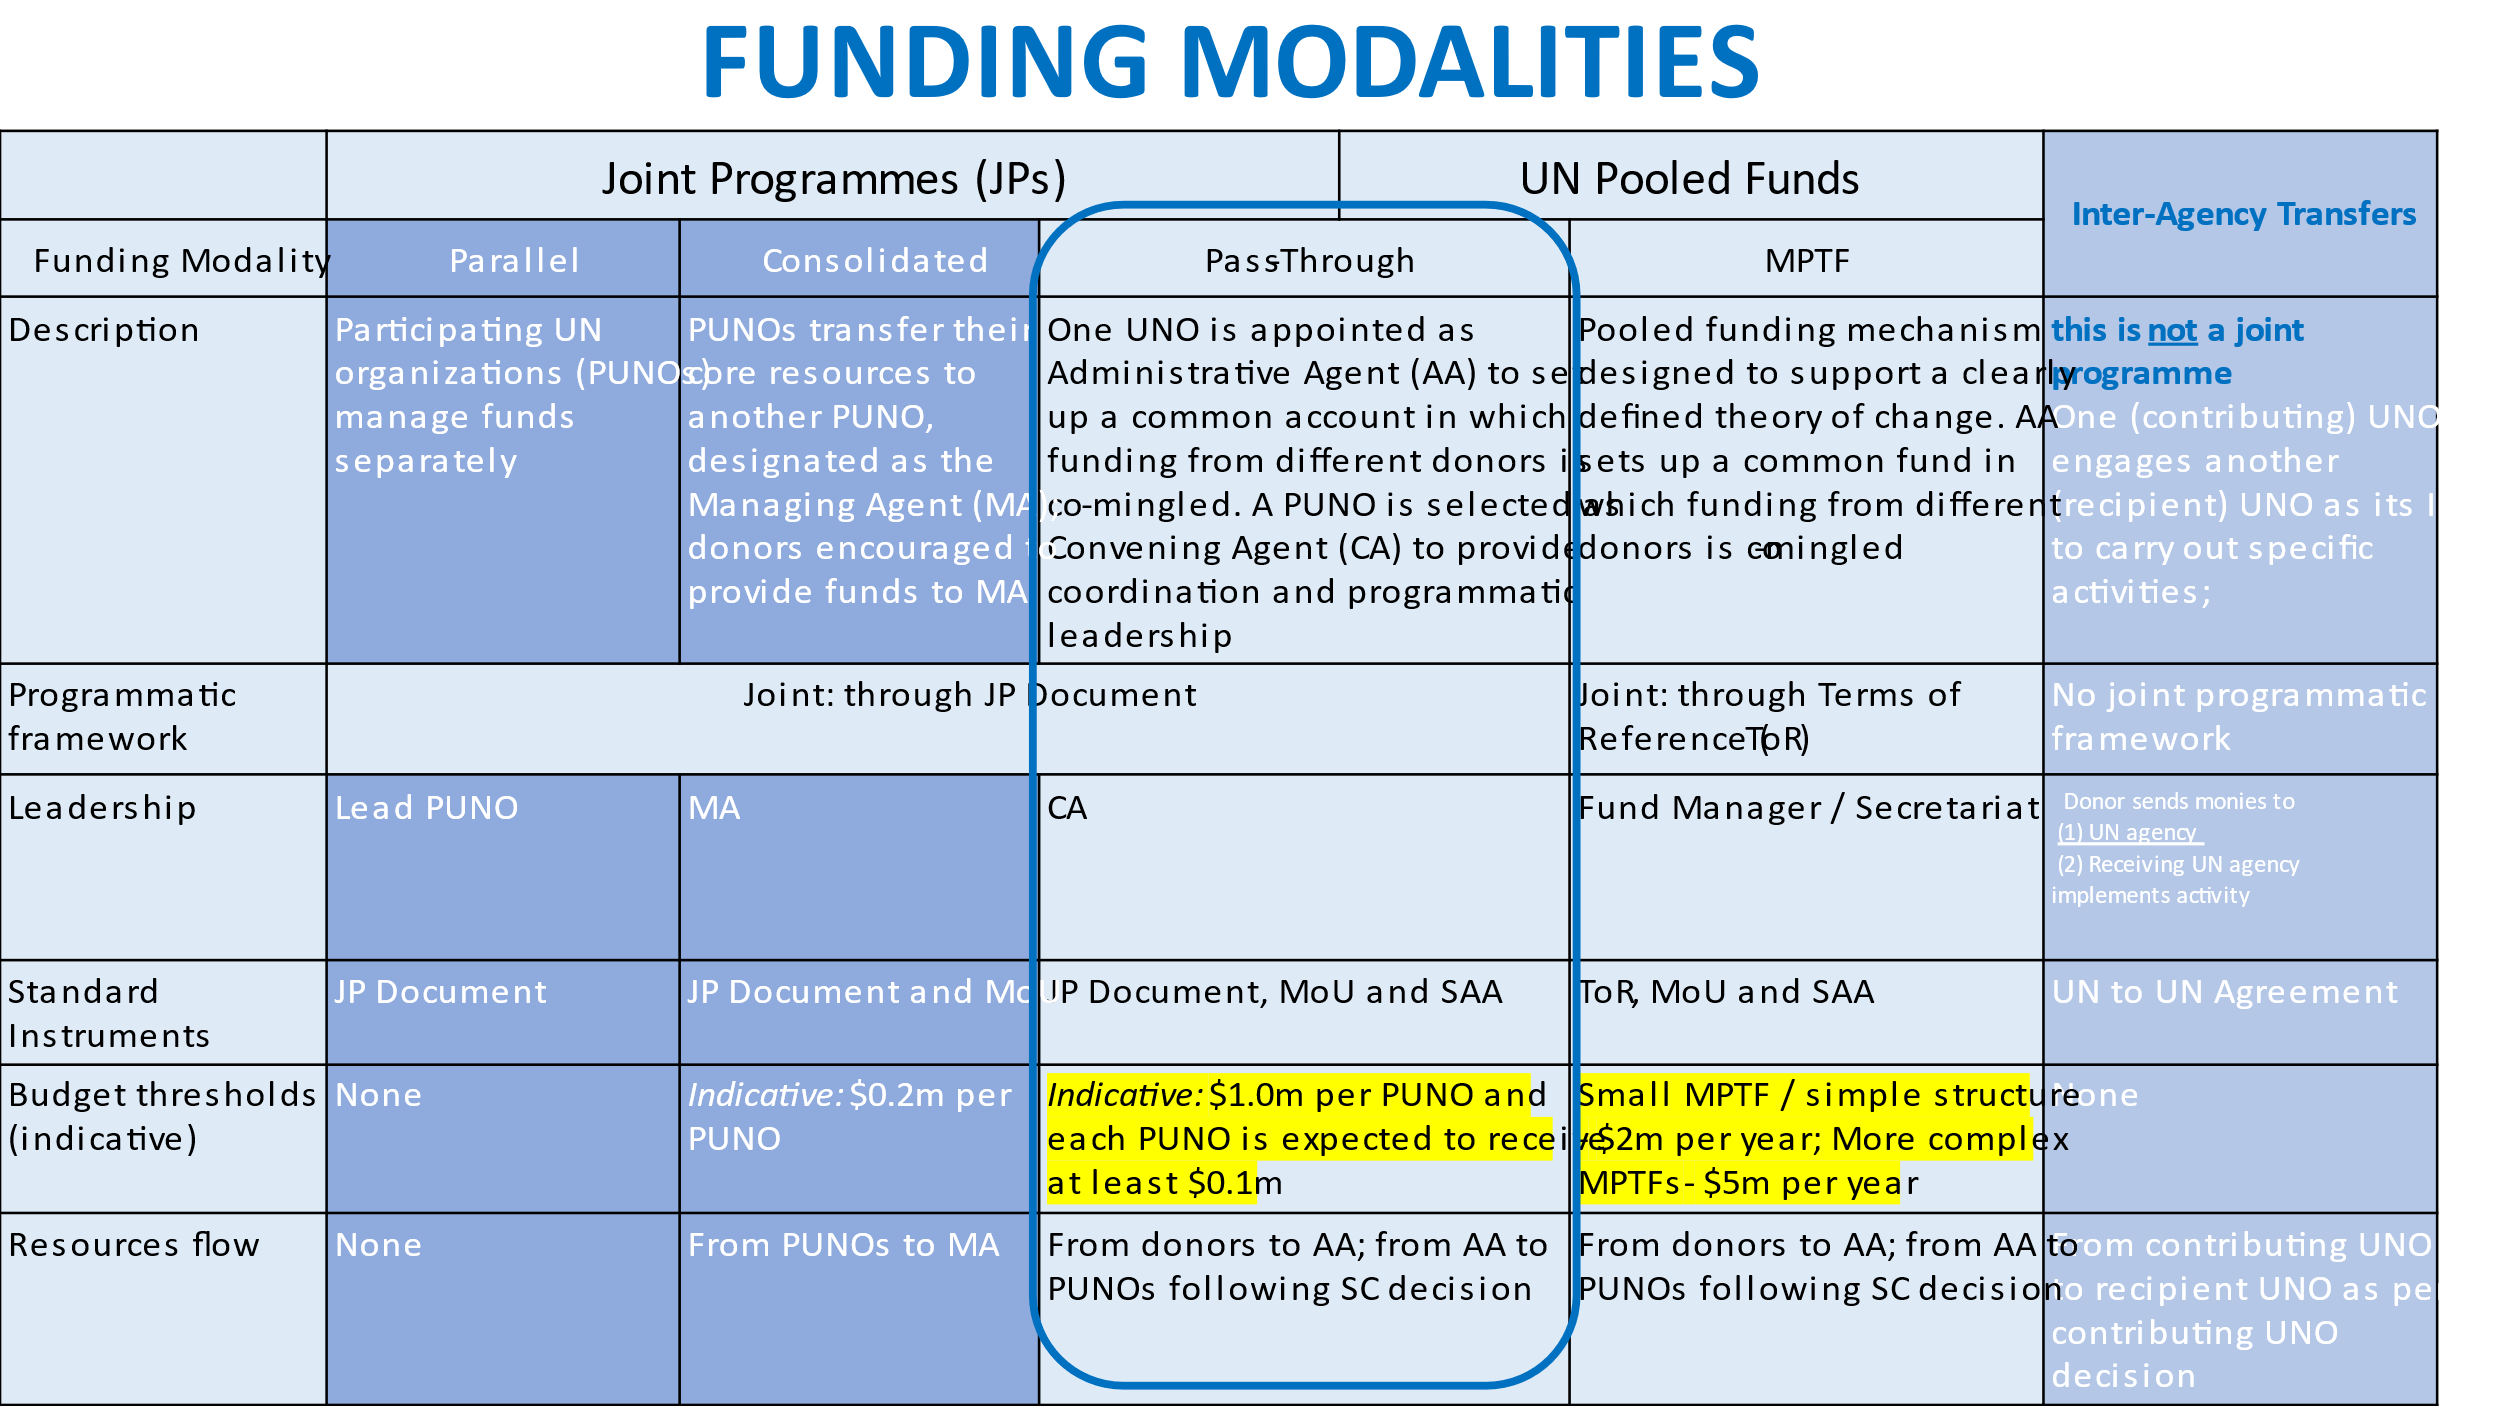 FUNDING MODALITIES
Joint Programmes (JPs)
UN Pooled Funds
Inter-Agency Transfers
Funding Modality
Parallel
Consolidated
Pass-Through
MPTF
Description
Participating UN
organizations (PUNOs)
manage funds
separately
PUNOs transfer their
core resources to
another PUNO,
designated as the
Managing Agent (MA);
donors encouraged to
provide funds to MA
One UNO is appointed as
Administrative Agent (AA) to set
up a common account in which
funding from different donors is
co-mingled. A PUNO is selected as
Convening Agent (CA) to provide
coordination and programmatic
leadership
Pooled funding mechanism
designed to support a clearly
defined theory of change. AA
sets up a common fund in
which funding from different
donors is co-mingled
this is not a joint
programme
One (contributing) UNO
engages another
(recipient) UNO as its I
to carry out specific
activities;
Programmatic
framework
Joint: through JP Document
Joint: through Terms of
Reference (ToR)
No joint programmatic
framework
Leadership
Lead PUNO
MA
CA
Fund Manager / Secretariat
Donor sends monies to
(1) UN agency
(2) Receiving UN agency
implements activity
Standard
Instruments
JP Document
JP Document and MoU
JP Document, MoU and SAA
ToR, MoU and SAA
UN to UN Agreement
Budget thresholds
(indicative)
None
Indicative: $0.2m per
PUNO
Indicative: $1.0m per PUNO and
each PUNO is expected to receive
at least $0.1m
Small MPTF / simple structure
- $2m per year; More complex
MPTFs - $5m per year
None
Resources flow
None
From PUNOs to MA
From donors to AA; from AA to
PUNOs following SC decision
From donors to AA; from AA to
PUNOs following SC decision
From contributing UNO
to recipient UNO as pe
contributing UNO
decision